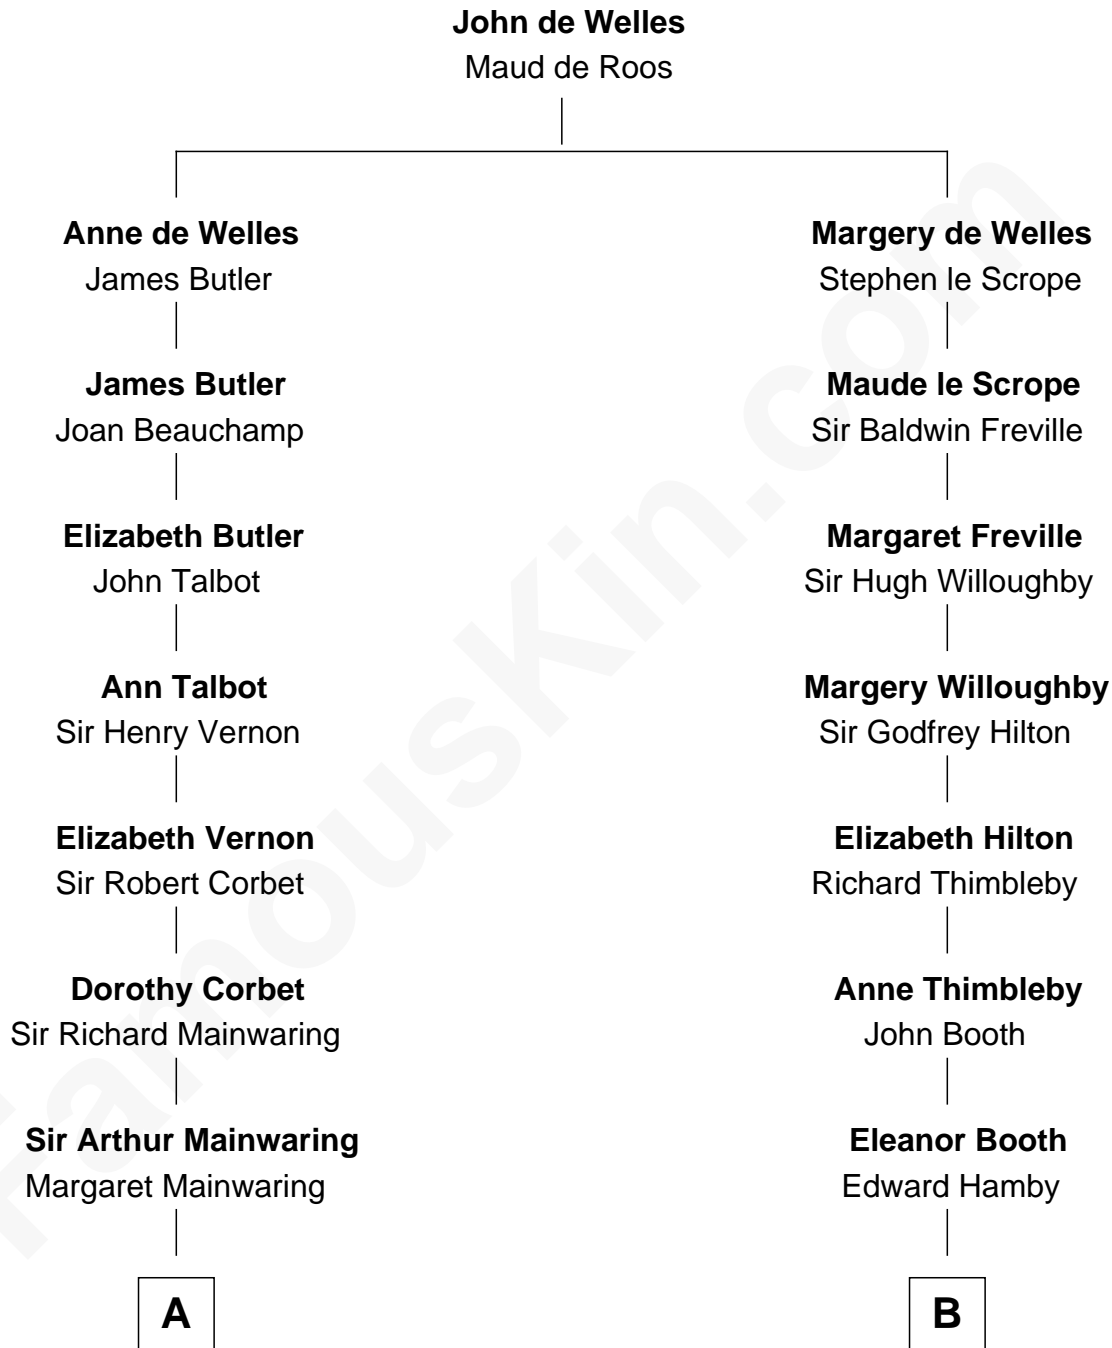 John de Welles
Maud de Roos
Anne de Welles
James Butler
Margery de Welles
Stephen le Scrope
James Butler
Joan Beauchamp
Maude le Scrope
Sir Baldwin Freville
Elizabeth Butler
John Talbot
Margaret Freville
Sir Hugh Willoughby
Ann Talbot
Sir Henry Vernon
Margery Willoughby
Sir Godfrey Hilton
Elizabeth Vernon
Sir Robert Corbet
Elizabeth Hilton
Richard Thimbleby
Dorothy Corbet
Sir Richard Mainwaring
Anne Thimbleby
John Booth
Sir Arthur Mainwaring
Margaret Mainwaring
Eleanor Booth
Edward Hamby
A
B
FamousKin.com